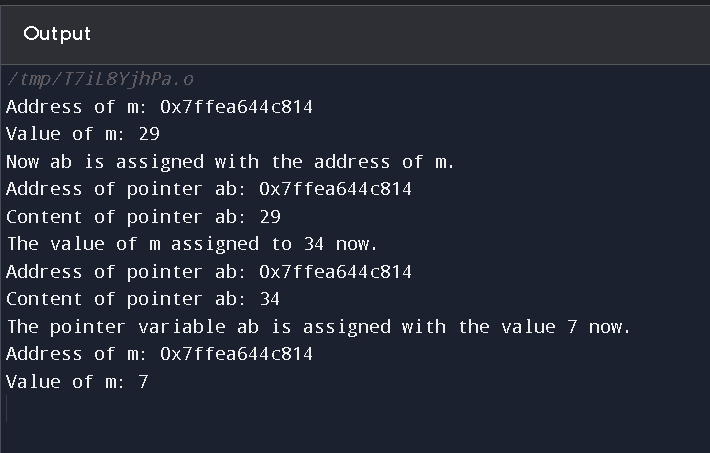 Output
/tmp/T7iL8YjhPa.o
Address of m: 0x7ffea644c814
Value of m: 29
Now ab is assigned with the address of m.
Address of pointer ab: 0x7ffea644c814
Content of pointer ab: 29
The value of m assigned to 34 now.
Address of pointer ab: 0x7ffea644c814
Content of pointer ab: 34
The pointer variable ab is assigned with the value 7 now.
Address of m: 0x7ffea644c814
Value of m: 7